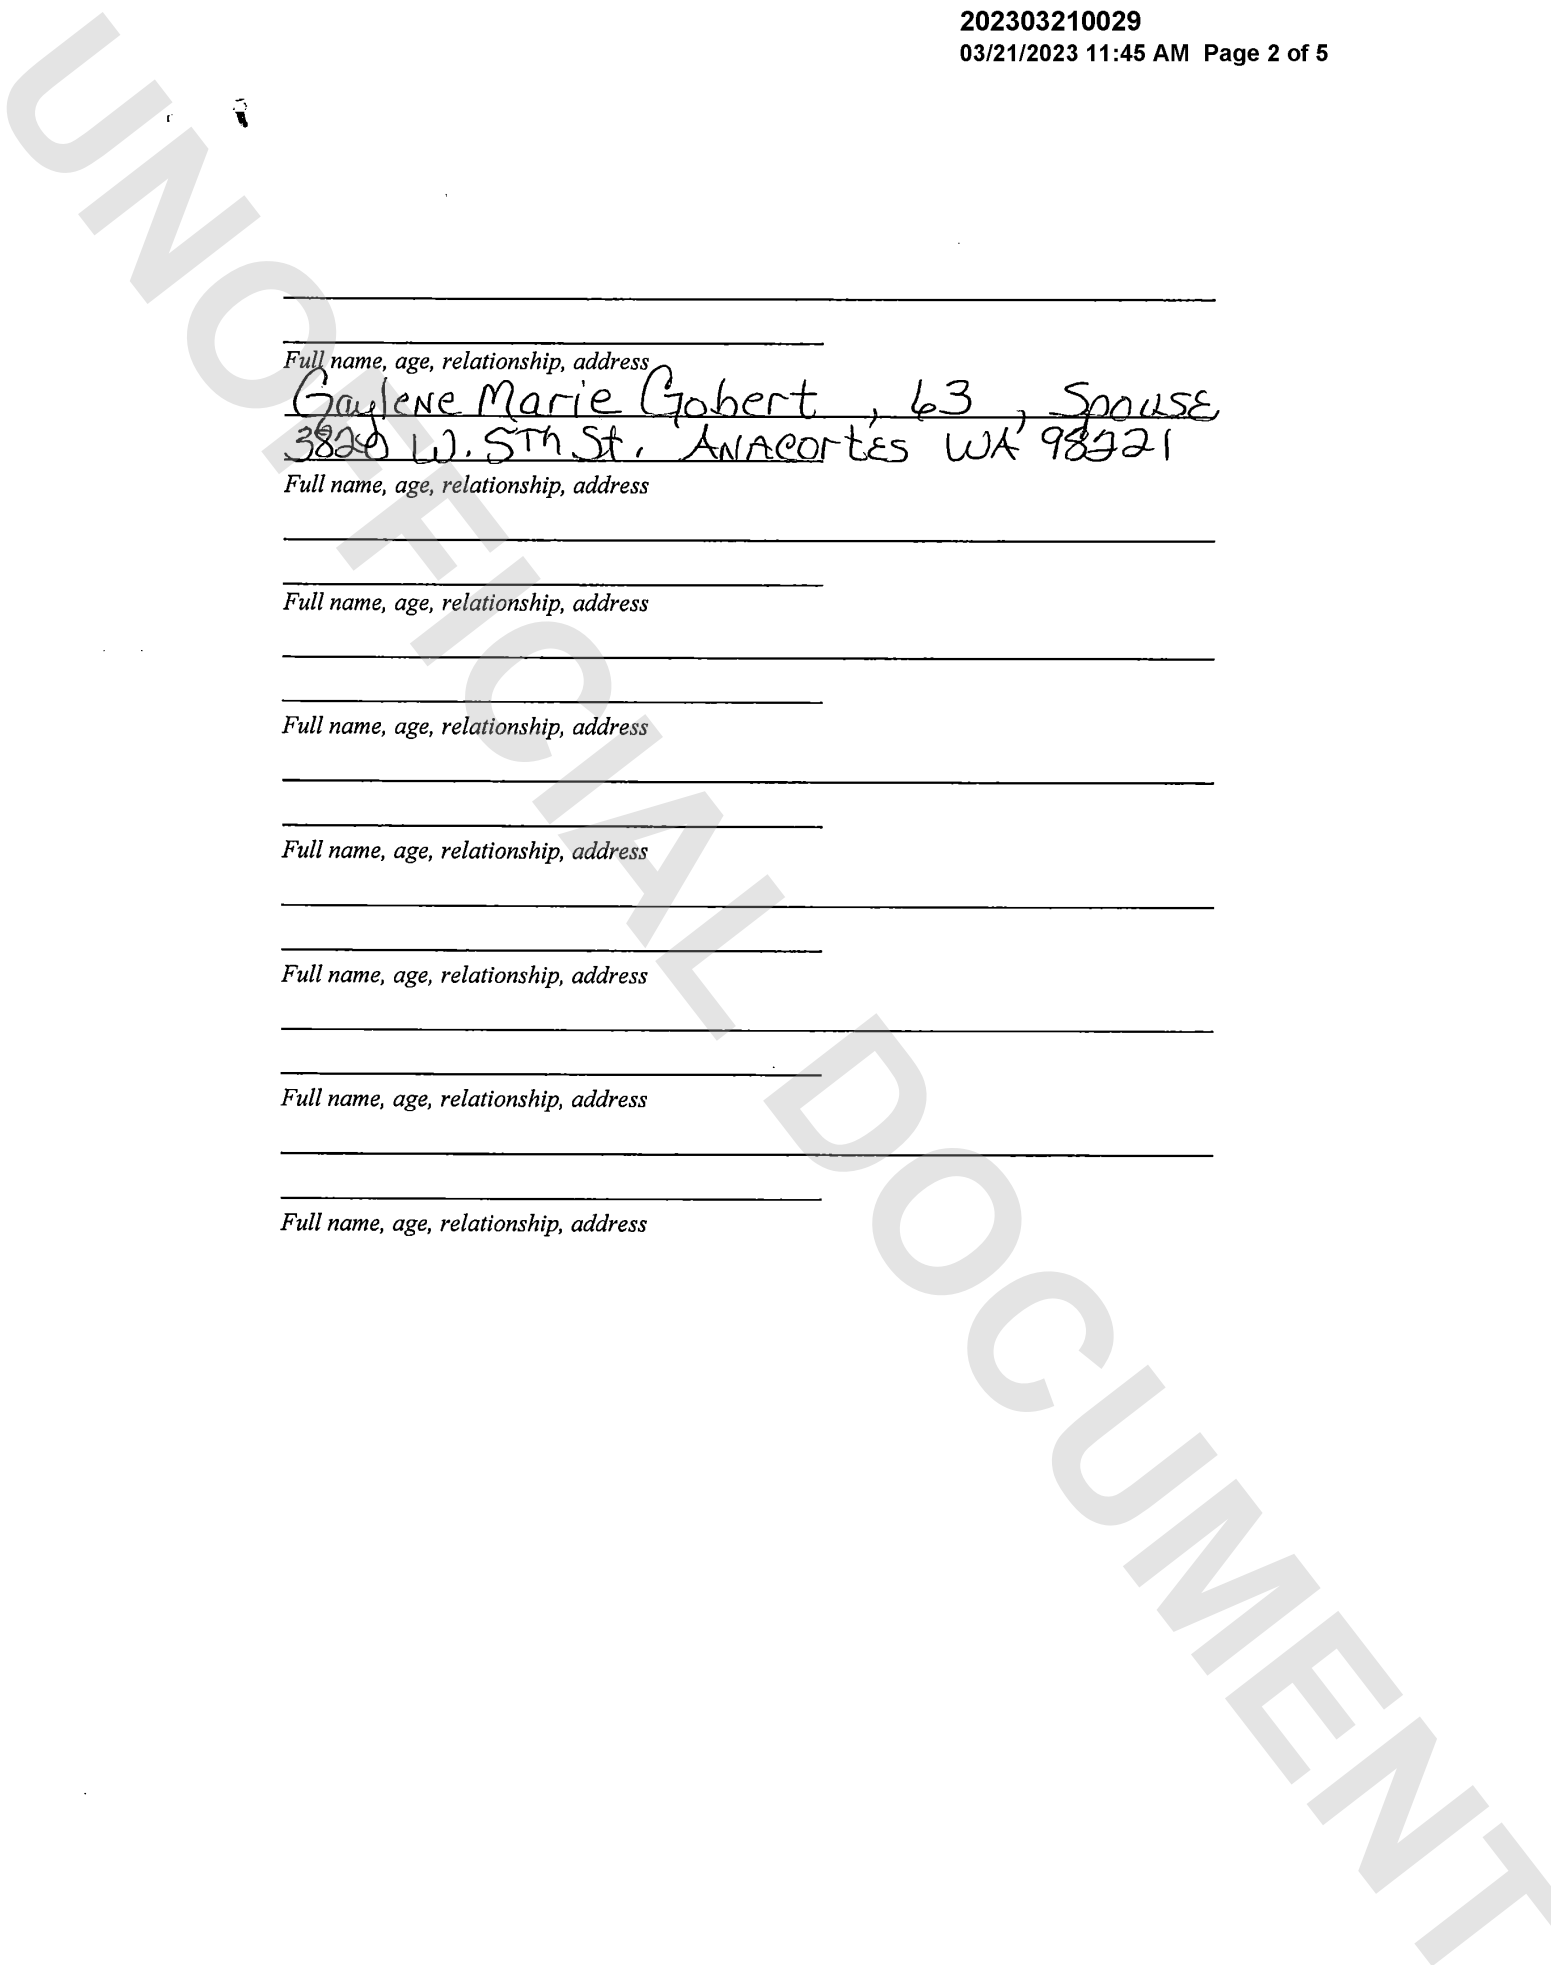 202303210029
03/21/2023 11:45 AM Page 2 of 5
Full name, age, relationship, address
Gaylene Marie Gobert, 63, Spouse
3820 W. 5th St. Anacortes WA 98221
Full name, age, relationship, address
Full name, age, relationship, address
Full name, age, relationship, address
Full name, age, relationship, address
Full name, age, relationship, address
Full name, age, relationship, address
Full name, age, relationship, address
UNOFFICIAL DOCUMENT